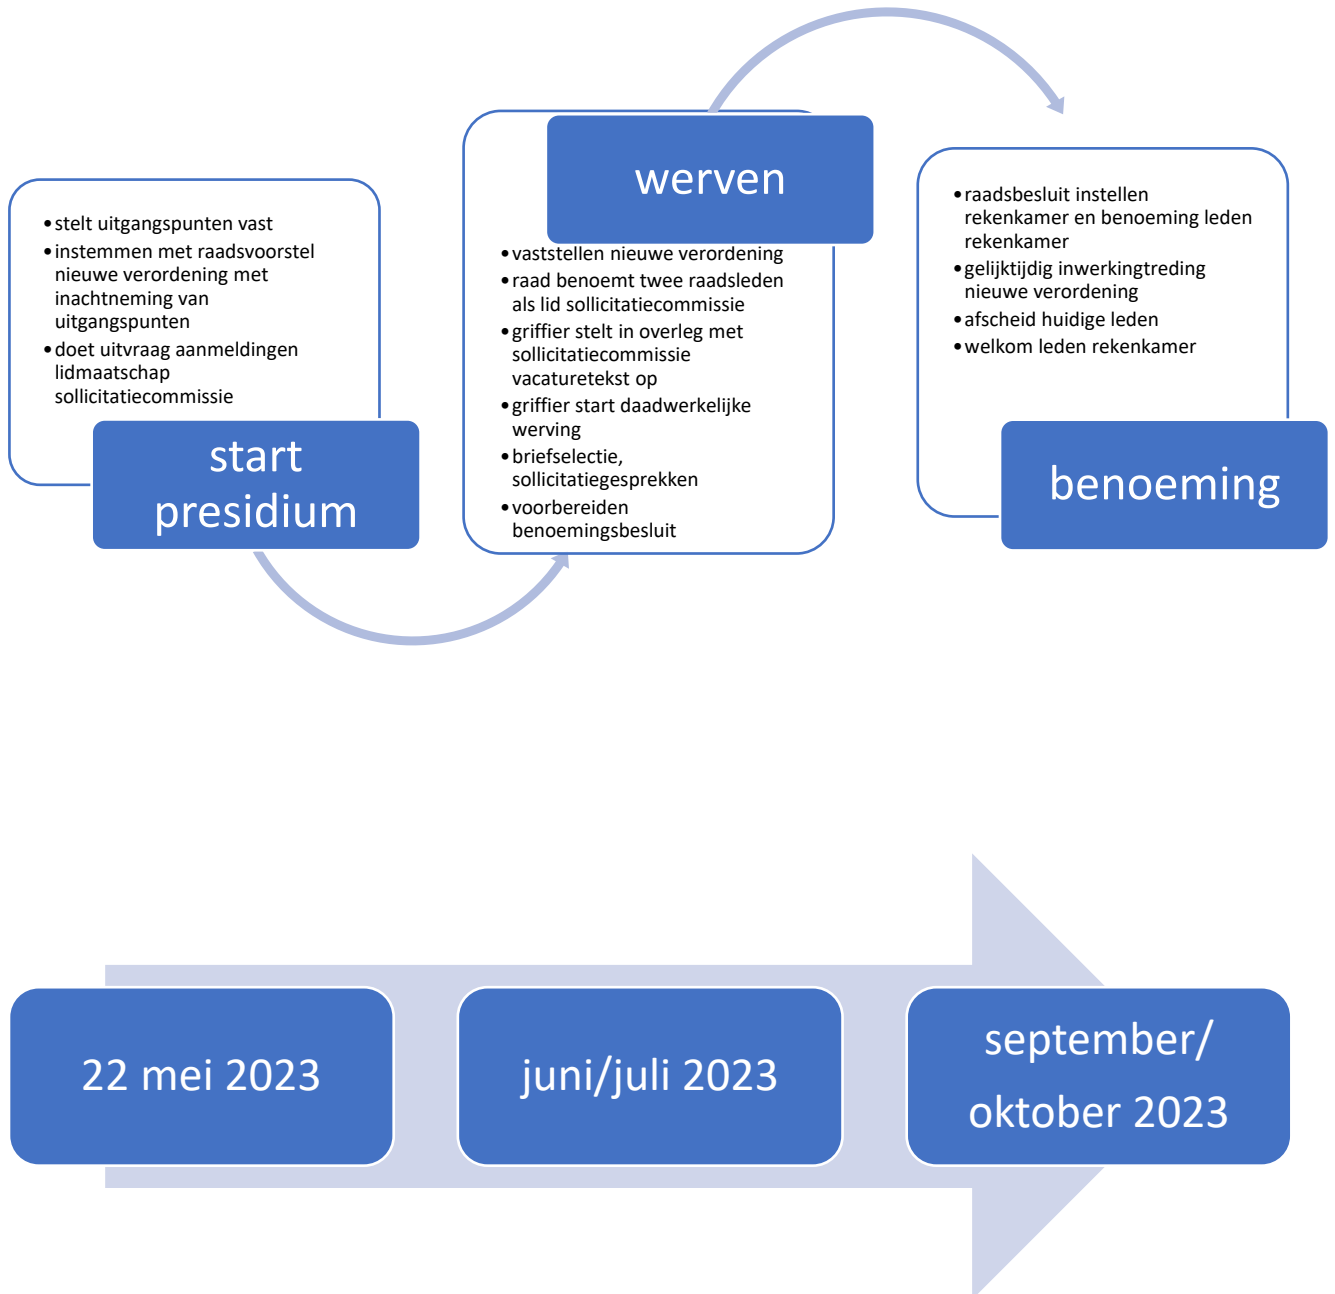 •stelt uitgangspunten vast
•instemmen met raadsvoorstel
nieuwe verordening met
inachtneming van
uitgangspunten
•doet uitvraag aanmeldingen
lidmaatschap
sollicitatiecommissie
start
presidium
werven
•vaststellen nieuwe verordening
•raad benoemt twee raadsleden
als lid sollicitatiecommissie
•griffier stelt in overleg met
sollicitatiecommissie
vacaturetekst op
•griffier start daadwerkelijke
werving
•briefselectie,
sollicitatiegesprekken
•voorbereiden
benoemingsbesluit
•raadsbesluit instellen
rekenkamer en benoeming leden
rekenkamer
•gelijktijdig inwerkingtreding
nieuwe verordening
•afscheid huidige leden
•welkom leden rekenkamer
benoeming
22 mei 2023
juni/juli 2023
september/
oktober 2023